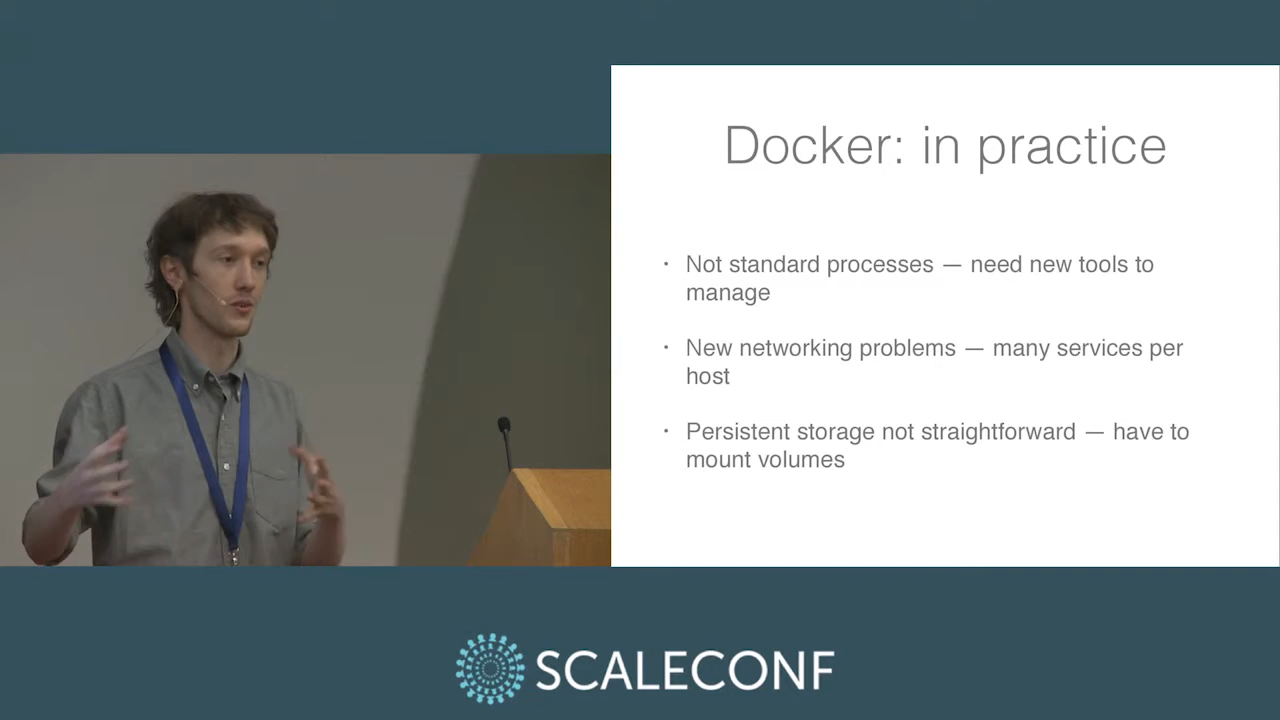 Docker: in practice
· Not standard processes — need new tools to
manage
· New networking problems — many services per
host
· Persistent storage not straightforward — have to
mount volumes
SCALECONF